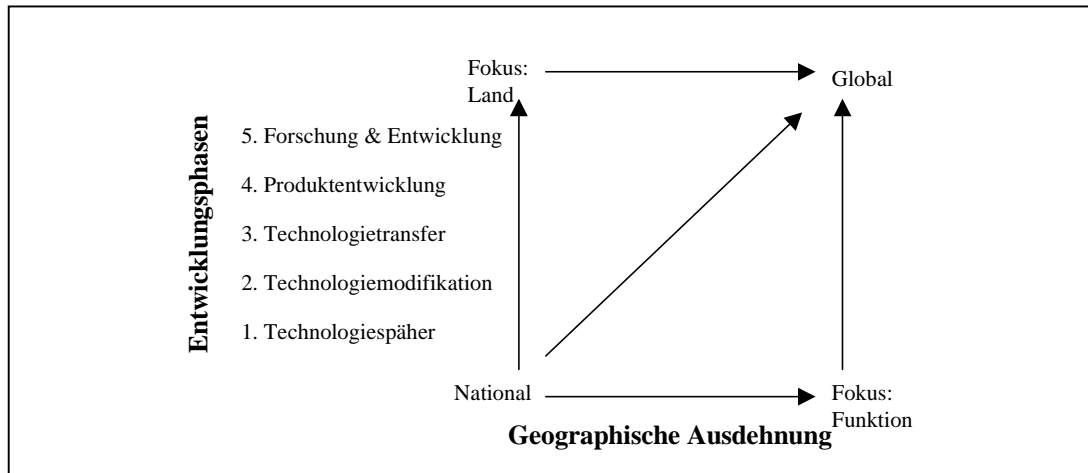 Fokus:
Land
Global
Entwicklungsphasen
5. Forschung & Entwicklung
4. Produktentwicklung
3. Technologietransfer
2. Technologiemodifikation
1. Technologiespäher
National
Fokus:
Funktion
Geographische Ausdehnung